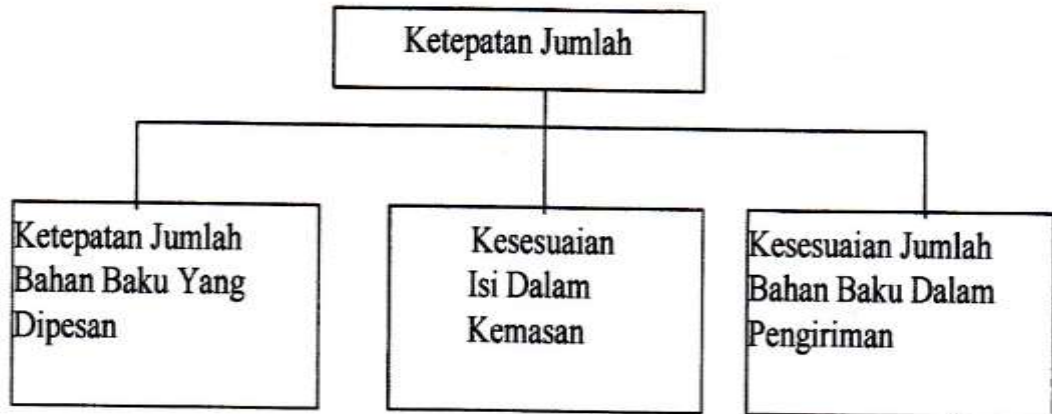 Ketepatan Jumlah
Ketepatan Jumlah
Bahan Baku Yang
Dipesan
Kesesuaian
Isi Dalam
Kemasan
Kesesuaian Jumlah
Bahan Baku Dalam
Pengiriman